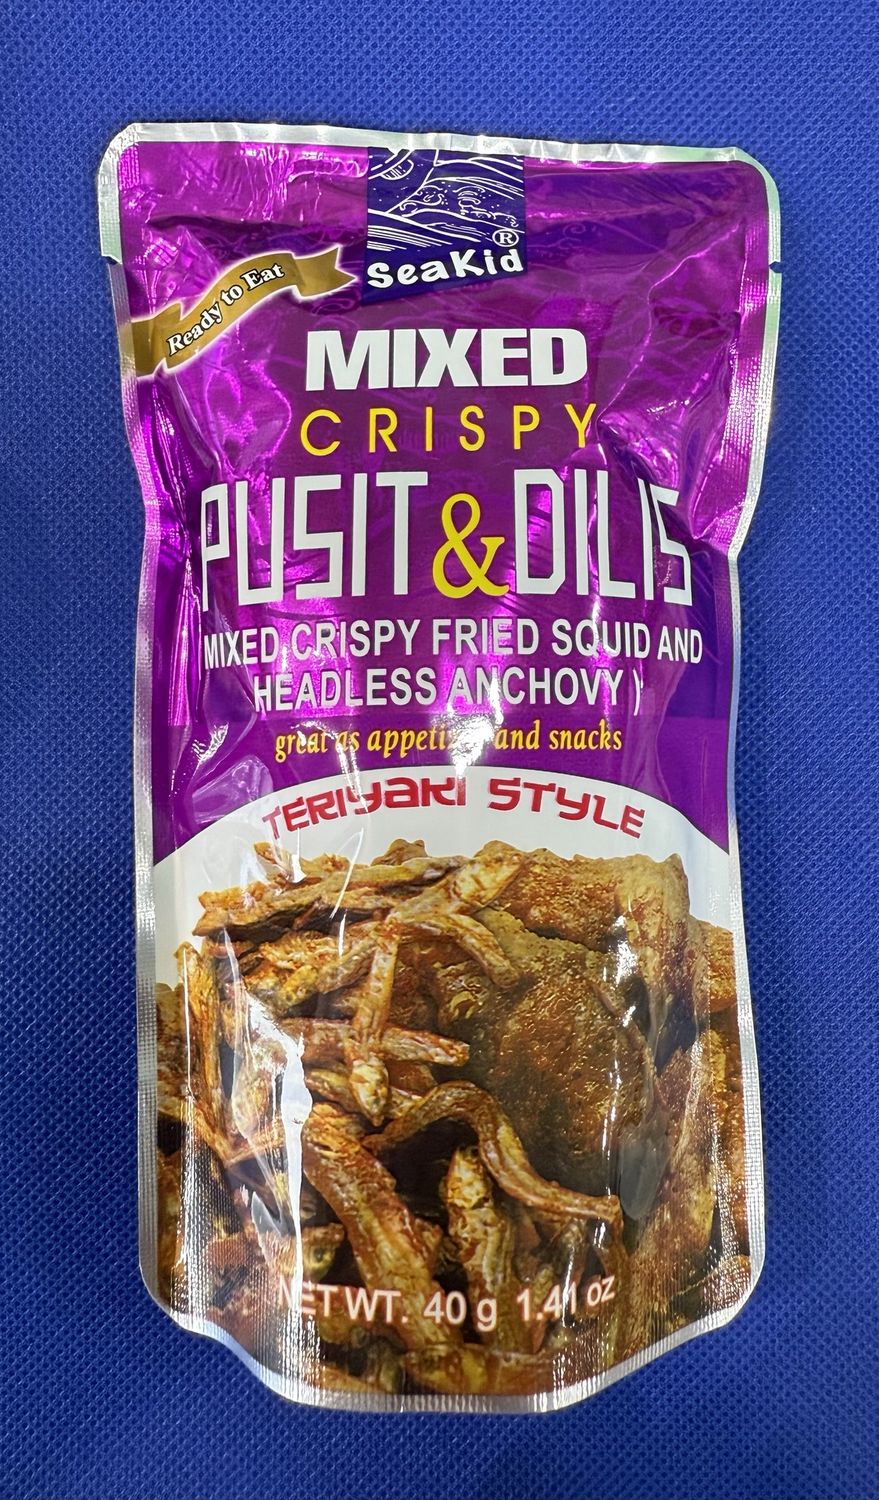 SeaKid®
Ready to Eat
MIXED
CRISPY
PUSIT & DILIS
MIXED CRISPY FRIED SQUID AND
HEADLESS ANCHOVY )
great as appetizer and snacks
TERIYAKI STYLE
NET WT. 40 g 1.41 oz